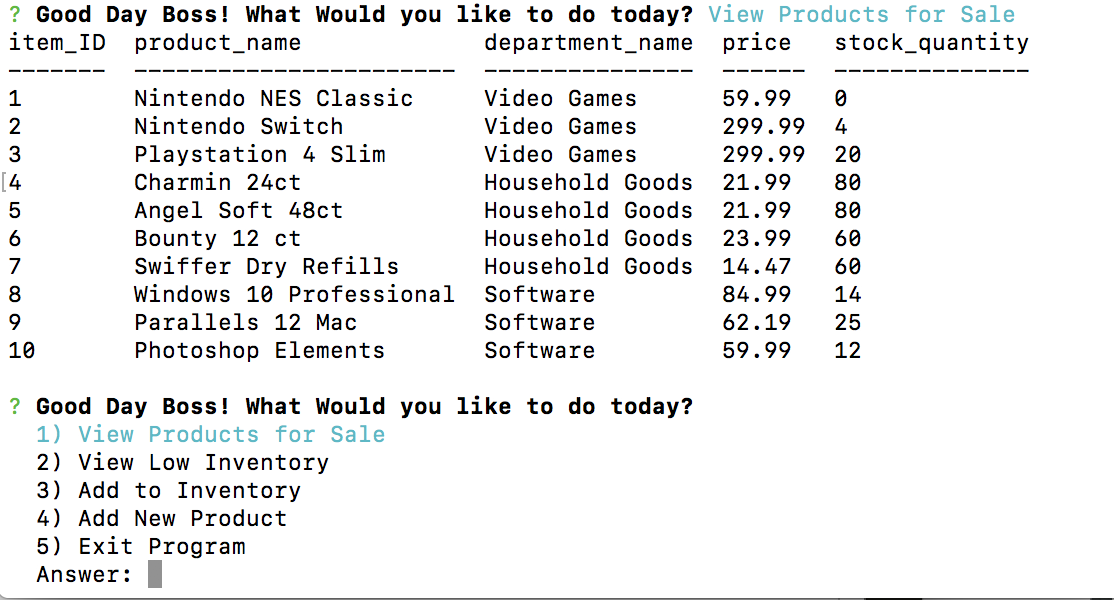 ? Good Day Boss! What Would you like to do today? View Products for Sale
item_ID  product_name             department_name  price   stock_quantity
-------  -----------------------  ---------------  ------  --------------
1        Nintendo NES Classic     Video Games      59.99   0
2        Nintendo Switch          Video Games      299.99  4
3        Playstation 4 Slim       Video Games      299.99  20
[4        Charmin 24ct             Household Goods  21.99   80
5        Angel Soft 48ct          Household Goods  21.99   80
6        Bounty 12 ct             Household Goods  23.99   60
7        Swiffer Dry Refills      Household Goods  14.47   60
8        Windows 10 Professional  Software         84.99   14
9        Parallels 12 Mac         Software         62.19   25
10       Photoshop Elements       Software         59.99   12
? Good Day Boss! What Would you like to do today?
  1) View Products for Sale
  2) View Low Inventory
  3) Add to Inventory
  4) Add New Product
  5) Exit Program
  Answer: